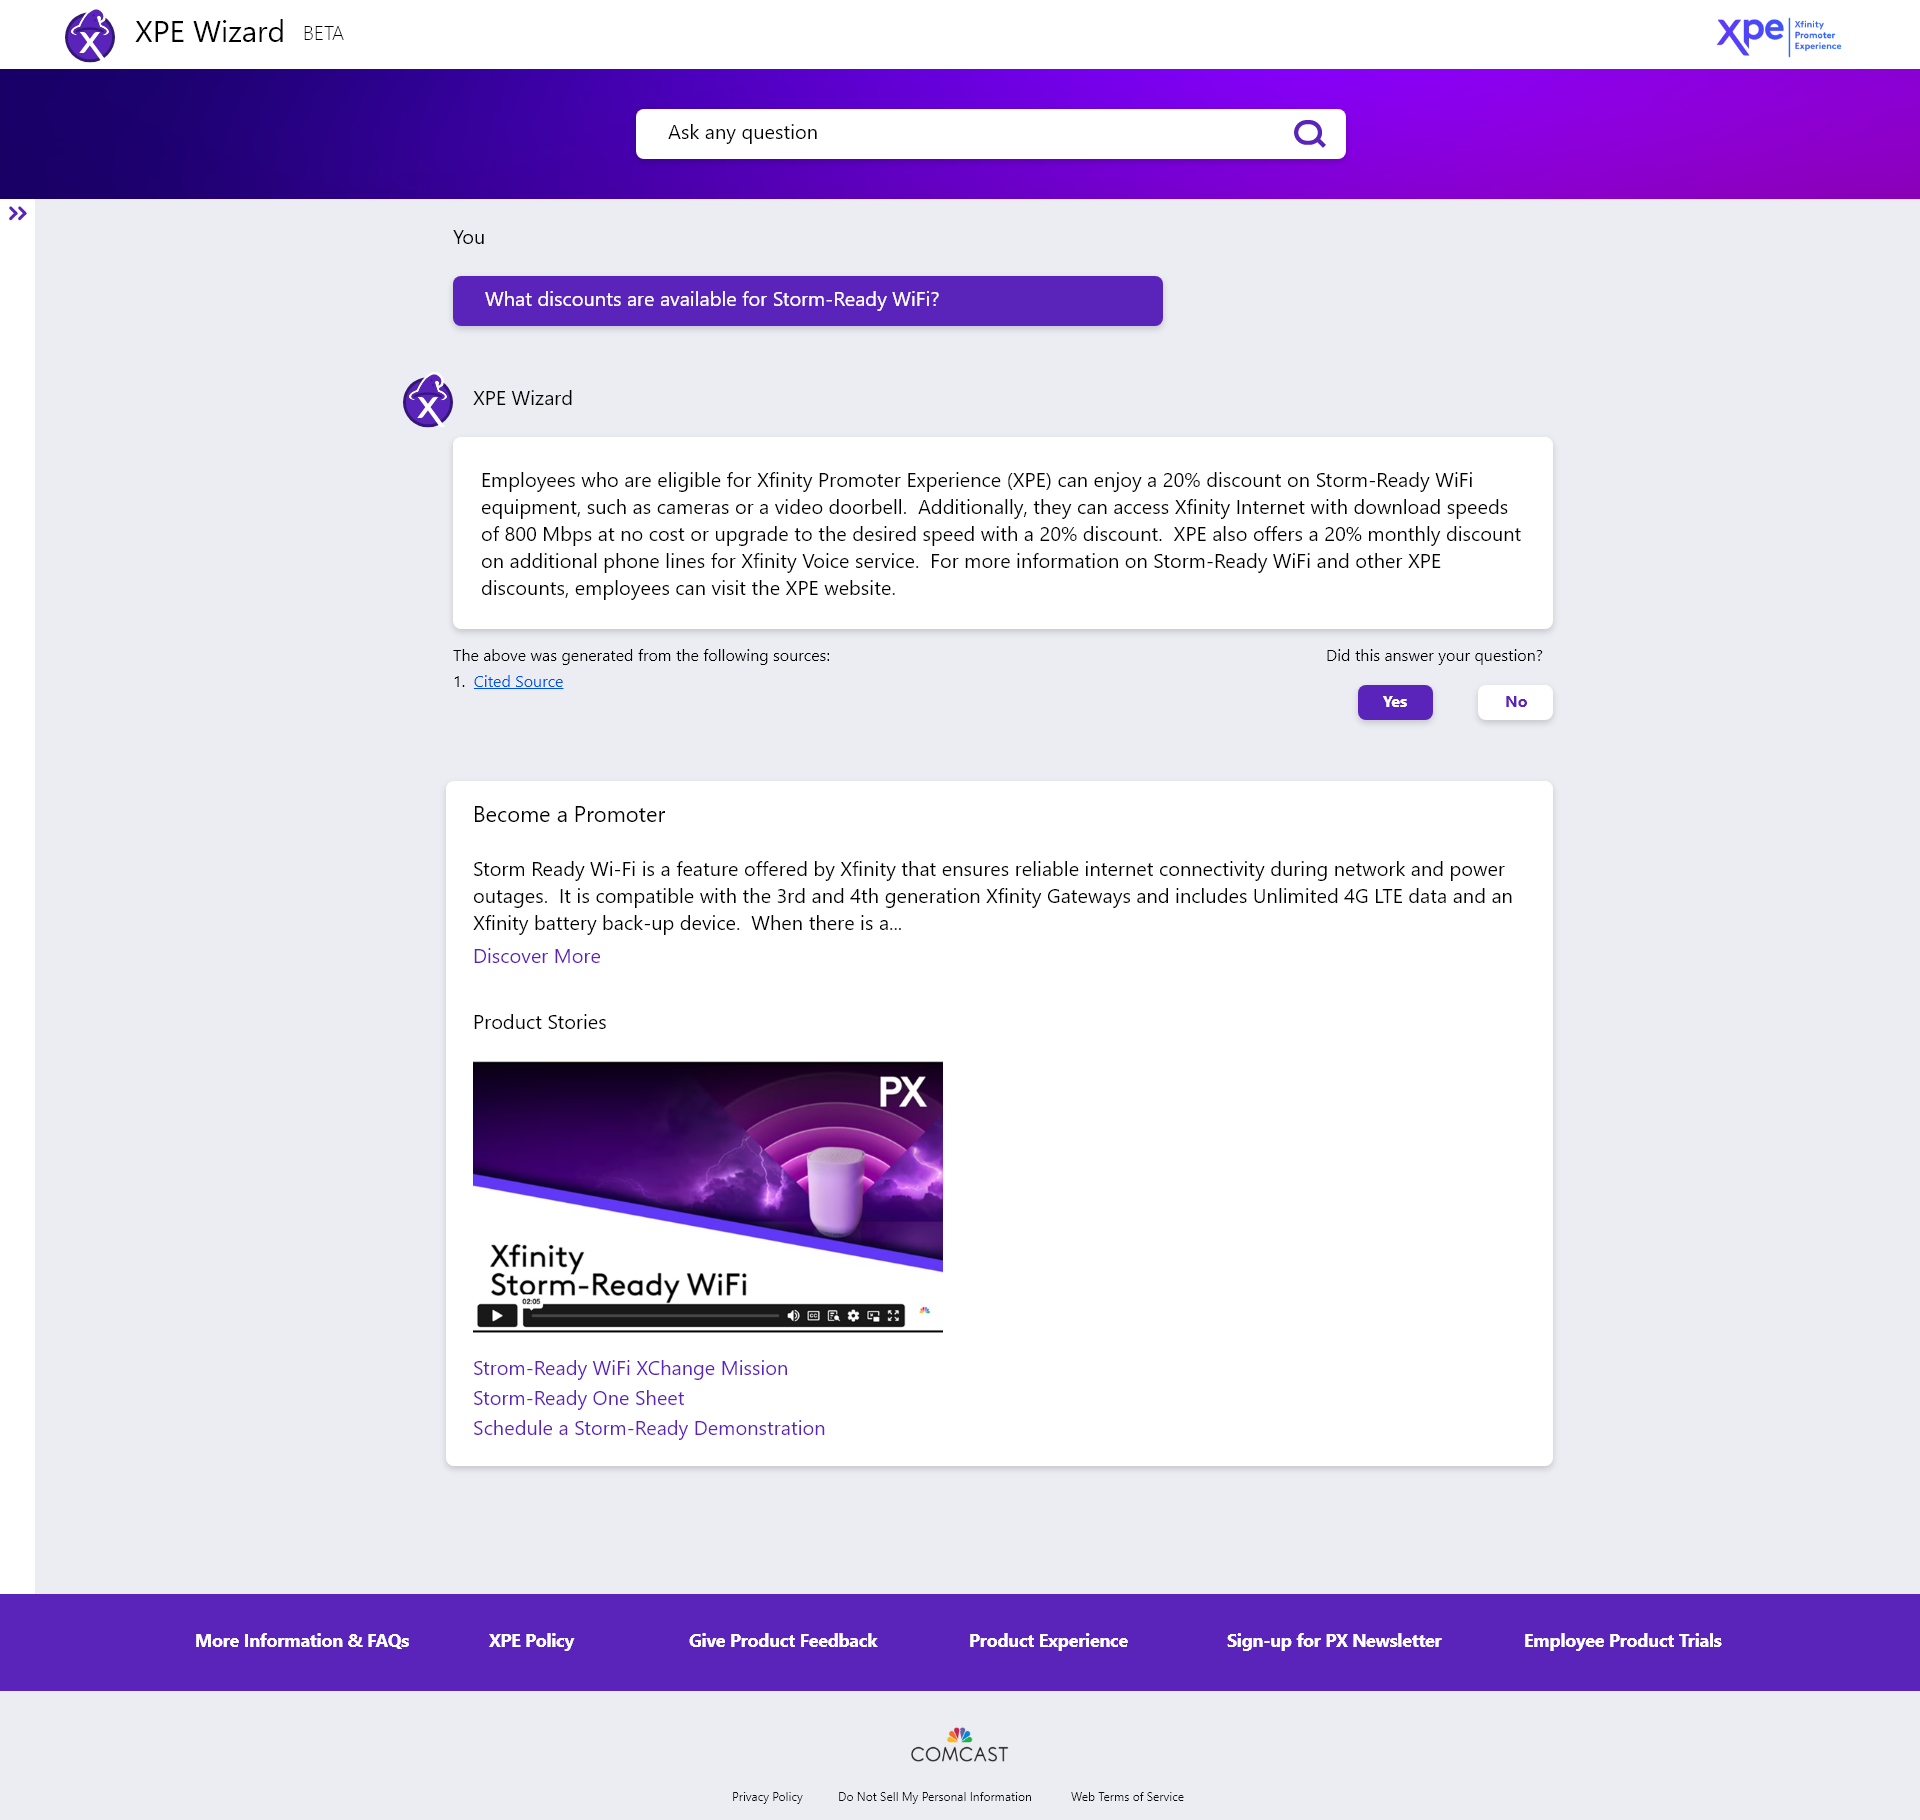 X
XPE Wizard BETA
xpe Xfinity
Promoter
Experience
Ask any question
You
What discounts are available for Storm-Ready WiFi?
X
XPE Wizard
Employees who are eligible for Xfinity Promoter Experience (XPE) can enjoy a 20% discount on Storm-Ready WiFi
equipment, such as cameras or a video doorbell.  Additionally, they can access Xfinity Internet with download speeds
of 800 Mbps at no cost or upgrade to the desired speed with a 20% discount.  XPE also offers a 20% monthly discount
on additional phone lines for Xfinity Voice service.  For more information on Storm-Ready WiFi and other XPE
discounts, employees can visit the XPE website.
The above was generated from the following sources:
1. Cited Source
Did this answer your question?
Yes No
Become a Promoter
Storm Ready Wi-Fi is a feature offered by Xfinity that ensures reliable internet connectivity during network and power
outages.  It is compatible with the 3rd and 4th generation Xfinity Gateways and includes Unlimited 4G LTE data and an
Xfinity battery back-up device.  When there is a...
Discover More
Product Stories
PX
Xfinity
Storm-Ready WiFi
02:05
CC
Strom-Ready WiFi XChange Mission
Storm-Ready One Sheet
Schedule a Storm-Ready Demonstration
More Information & FAQs XPE Policy Give Product Feedback Product Experience Sign-up for PX Newsletter Employee Product Trials
COMCAST
Privacy Policy Do Not Sell My Personal Information Web Terms of Service